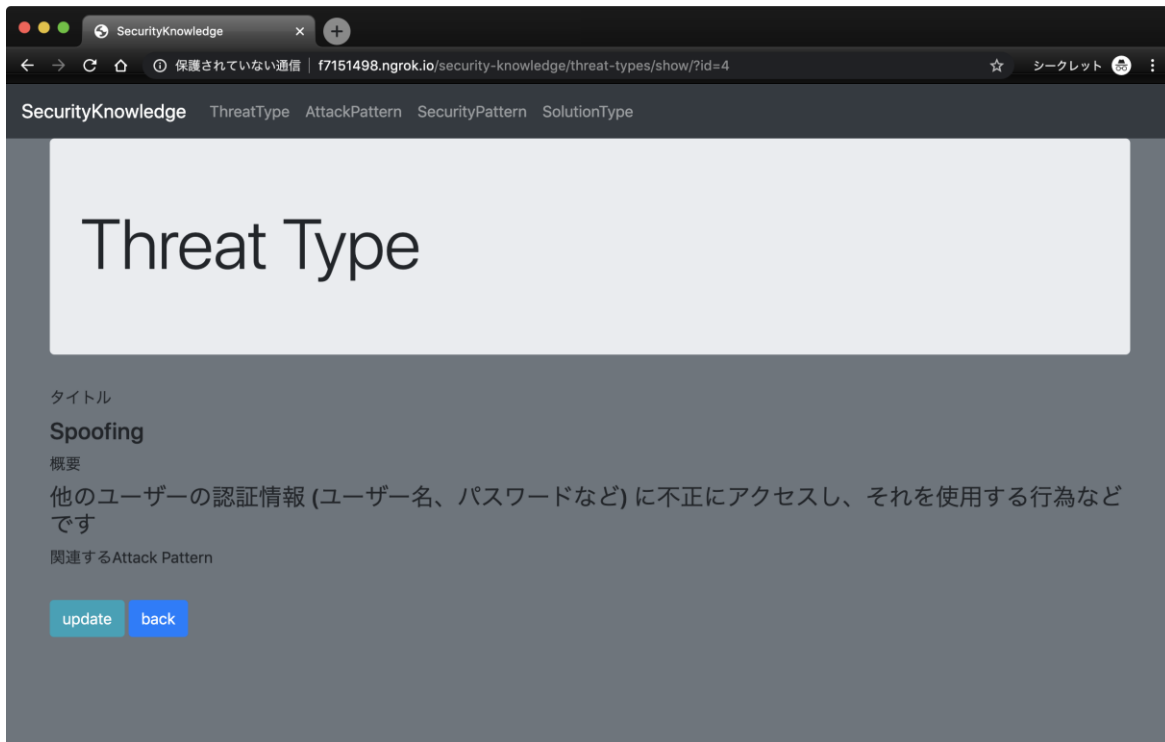 SecurityKnowledge
保護されていない通信 | f7151498.ngrok.io/security-knowledge/threat-types/show/?id=4 シークレット
SecurityKnowledge ThreatType AttackPattern SecurityPattern SolutionType
Threat Type
タイトル
Spoofing
概要
他のユーザーの認証情報 (ユーザー名、パスワードなど) に不正にアクセスし、それを使用する行為など
です
関連するAttack Pattern
update back